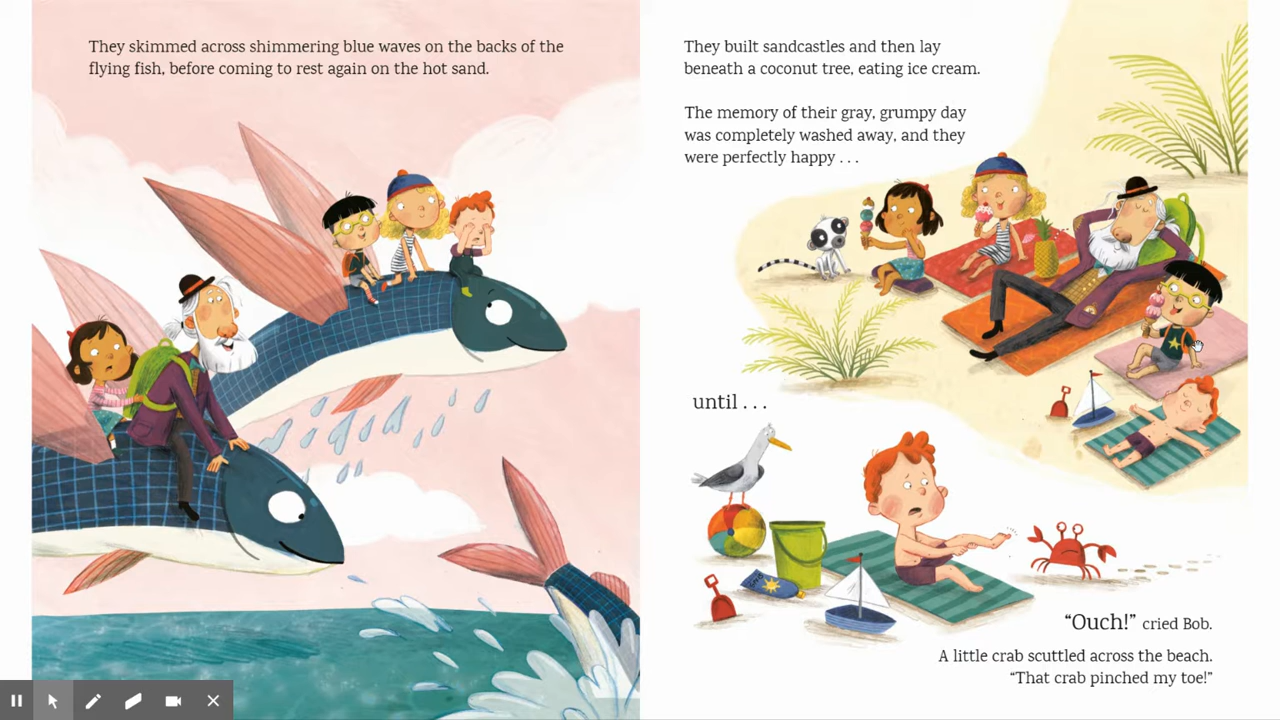 They skimmed across shimmering blue waves on the backs of the
flying fish, before coming to rest again on the hot sand.
They built sandcastles and then lay
beneath a coconut tree, eating ice cream.
The memory of their gray, grumpy day
was completely washed away, and they
were perfectly happy . . .
until . . .
“Ouch!” cried Bob.
A little crab scuttled across the beach.
“That crab pinched my toe!”